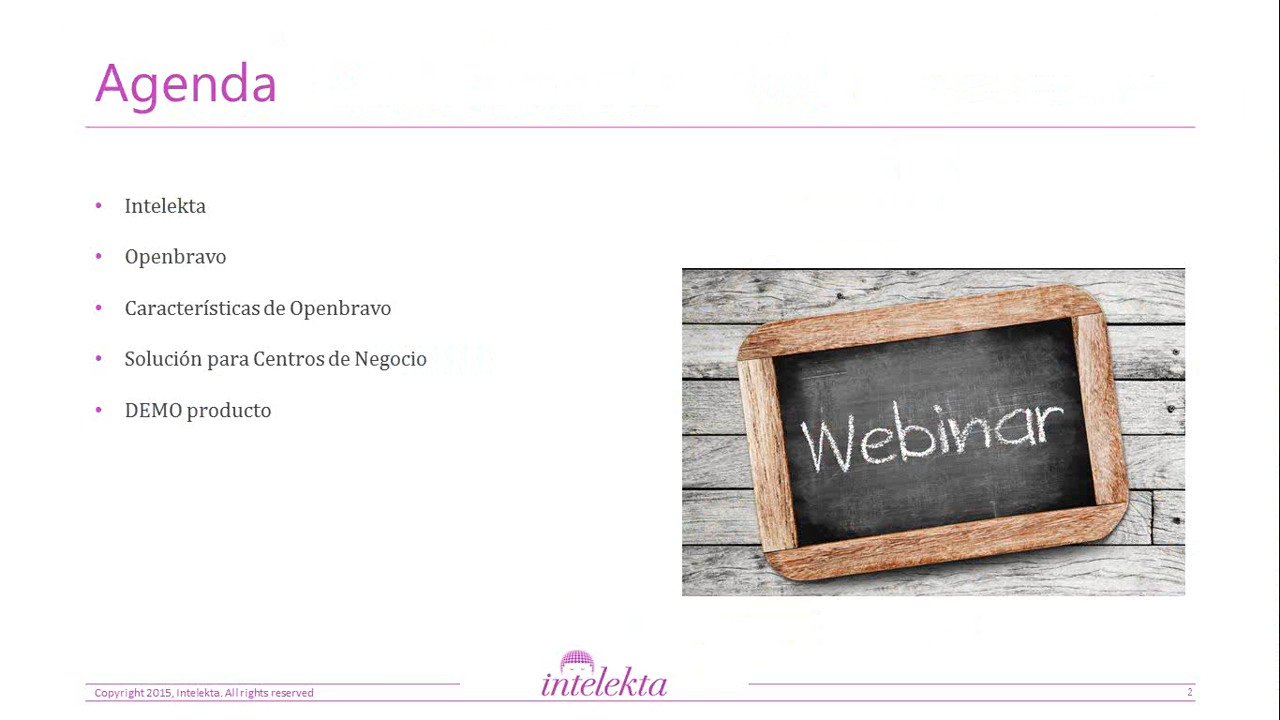 Agenda
• Intelekta
• Openbravo
• Características de Openbravo
• Solución para Centros de Negocio
• DEMO producto
Webinar
intelekta
Copyright 2015, Intelekta. All rights reserved
2